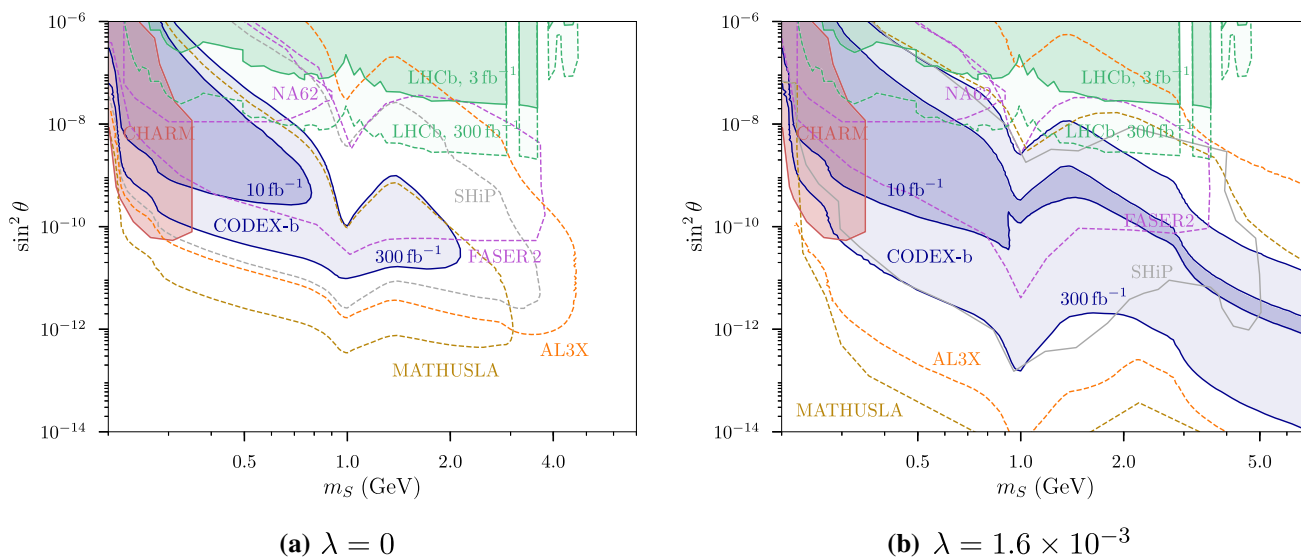 10⁻⁶
10⁻⁸
10⁻¹⁰
10⁻¹²
10⁻¹⁴
sin² θ
0.5 1.0 2.0 4.0
m_S (GeV)
LHCb, 3 fb⁻¹
NA62
LHCb, 300 fb⁻¹
CHARM
10 fb⁻¹
SHiP
CODEX-b
300 fb⁻¹
FASER 2
AL3X
MATHUSLA
(a) λ = 0
10⁻⁶
10⁻⁸
10⁻¹⁰
10⁻¹²
10⁻¹⁴
sin² θ
0.5 1.0 2.0 5.0
m_S (GeV)
LHCb, 3 fb⁻¹
NA62
LHCb, 300 fb⁻¹
CHARM
10 fb⁻¹
FASER2
CODEX-b
SHiP
300 fb⁻¹
AL3X
MATHUSLA
(b) λ = 1.6 × 10⁻³